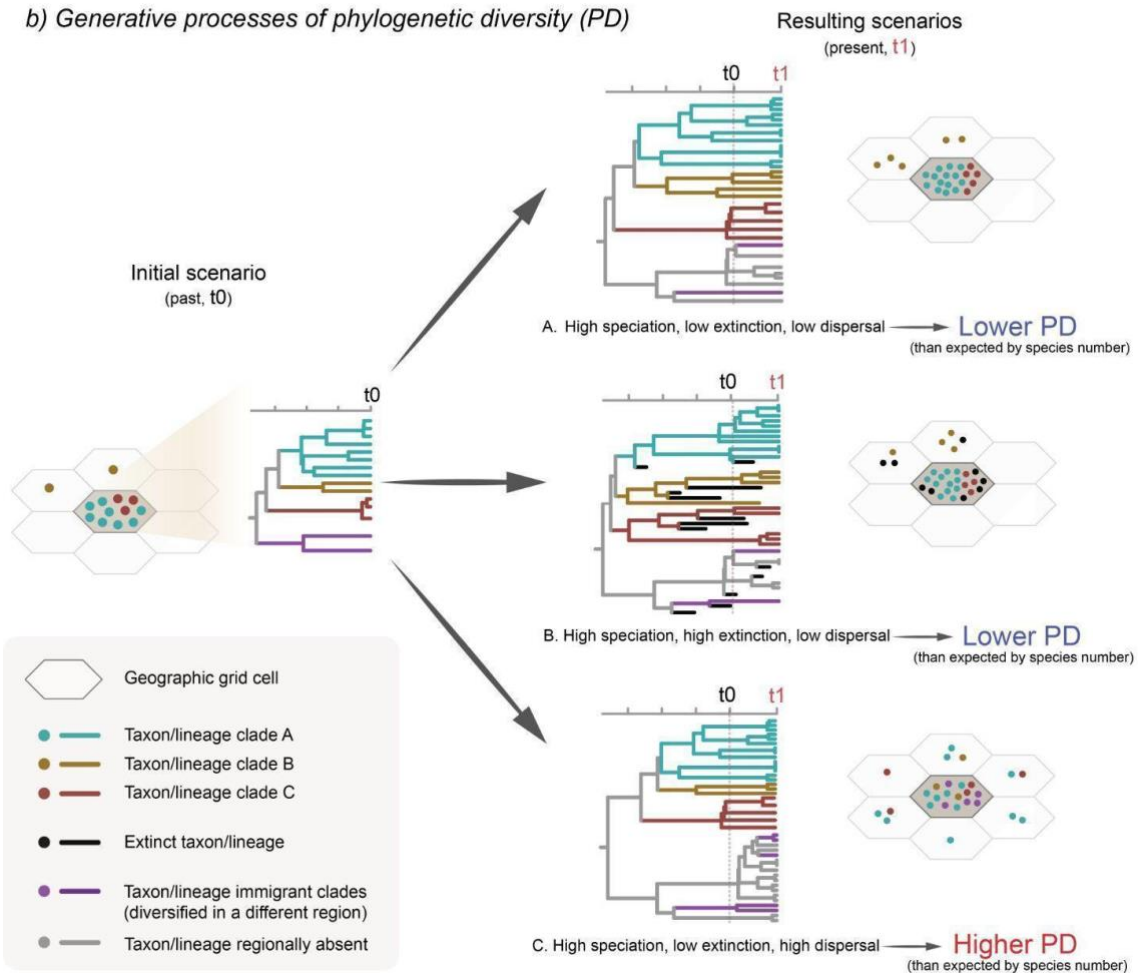 b) Generative processes of phylogenetic diversity (PD)
Resulting scenarios
(present, t1)
t0
t1
A. High speciation, low extinction, low dispersal
Lower PD
(than expected by species number)
Initial scenario
(past, t0)
t0
t0
t1
B. High speciation, high extinction, low dispersal
Lower PD
(than expected by species number)
t0
t1
C. High speciation, low extinction, high dispersal
Higher PD
(than expected by species number)
Geographic grid cell
Taxon/lineage clade A
Taxon/lineage clade B
Taxon/lineage clade C
Extinct taxon/lineage
Taxon/lineage immigrant clades
(diversified in a different region)
Taxon/lineage regionally absent